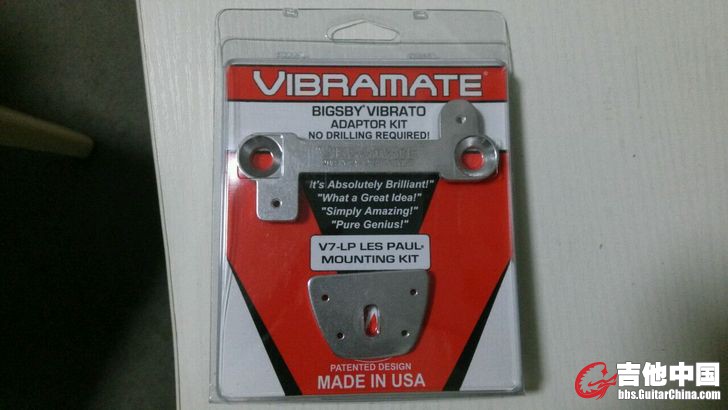 VIBRAMATE®
BIGSBY® VIBRATO
ADAPTOR KIT
NO DRILLING REQUIRED!
VIBRAMATE
"It's Absolutely Brilliant!"
"What a Great Idea!"
"Simply Amazing!"
"Pure Genius!"
V7-LP LES PAUL®
MOUNTING KIT
PATENTED DESIGN
MADE IN USA
吉他中国
bbs.GuitarChina.com